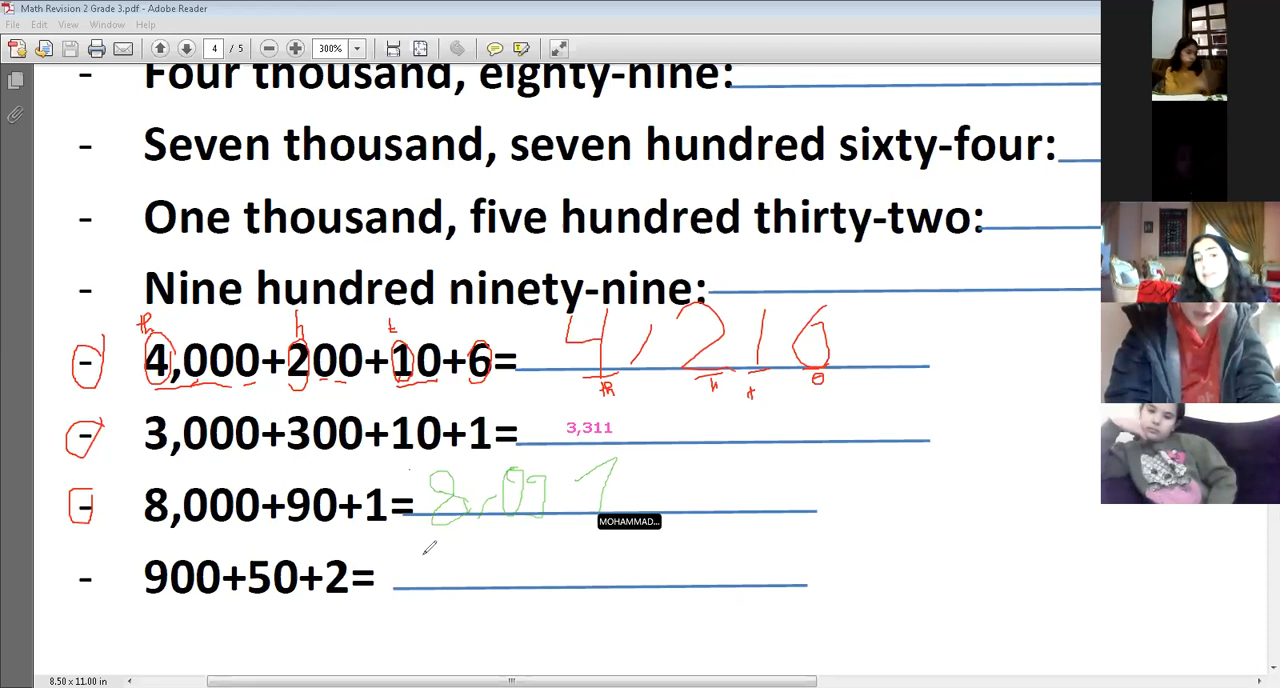 Math Revision 2 Grade 3.pdf - Adobe Reader
File Edit View Window Help
4 / 5 300%
- Four thousand, eighty-nine:
- Seven thousand, seven hundred sixty-four:
- One thousand, five hundred thirty-two:
- Nine hundred ninety-nine:
th h t
- 4,000+200+10+6= 4,216
th h t o
- 3,000+300+10+1= 3,311
- 8,000+90+1= 8,091
MOHAMMAD...
- 900+50+2=
8.50 x 11.00 in